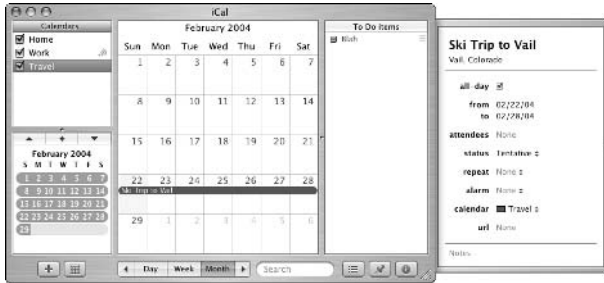 iCal
Calendars
Home
Work
Travel
February 2004
S M T W T F S
1 2 3 4 5 6 7
8 9 10 11 12 13 14
15 16 17 18 19 20 21
22 23 24 25 26 27 28
29
February 2004
Sun Mon Tue Wed Thu Fri Sat
1 2 3 4 5 6 7
8 9 10 11 12 13 14
15 16 17 18 19 20 21
22 23 24 25 26 27 28
Ski Trip to Vail
29 1 2 3 4 5 6
Day Week Month
Search
To Do Items
Ski Trip to Vail
Vail, Colorado
all-day
from 02/22/04
to 02/28/04
attendees None
status Tentative
repeat None
alarm None
calendar Travel
url None
Notes